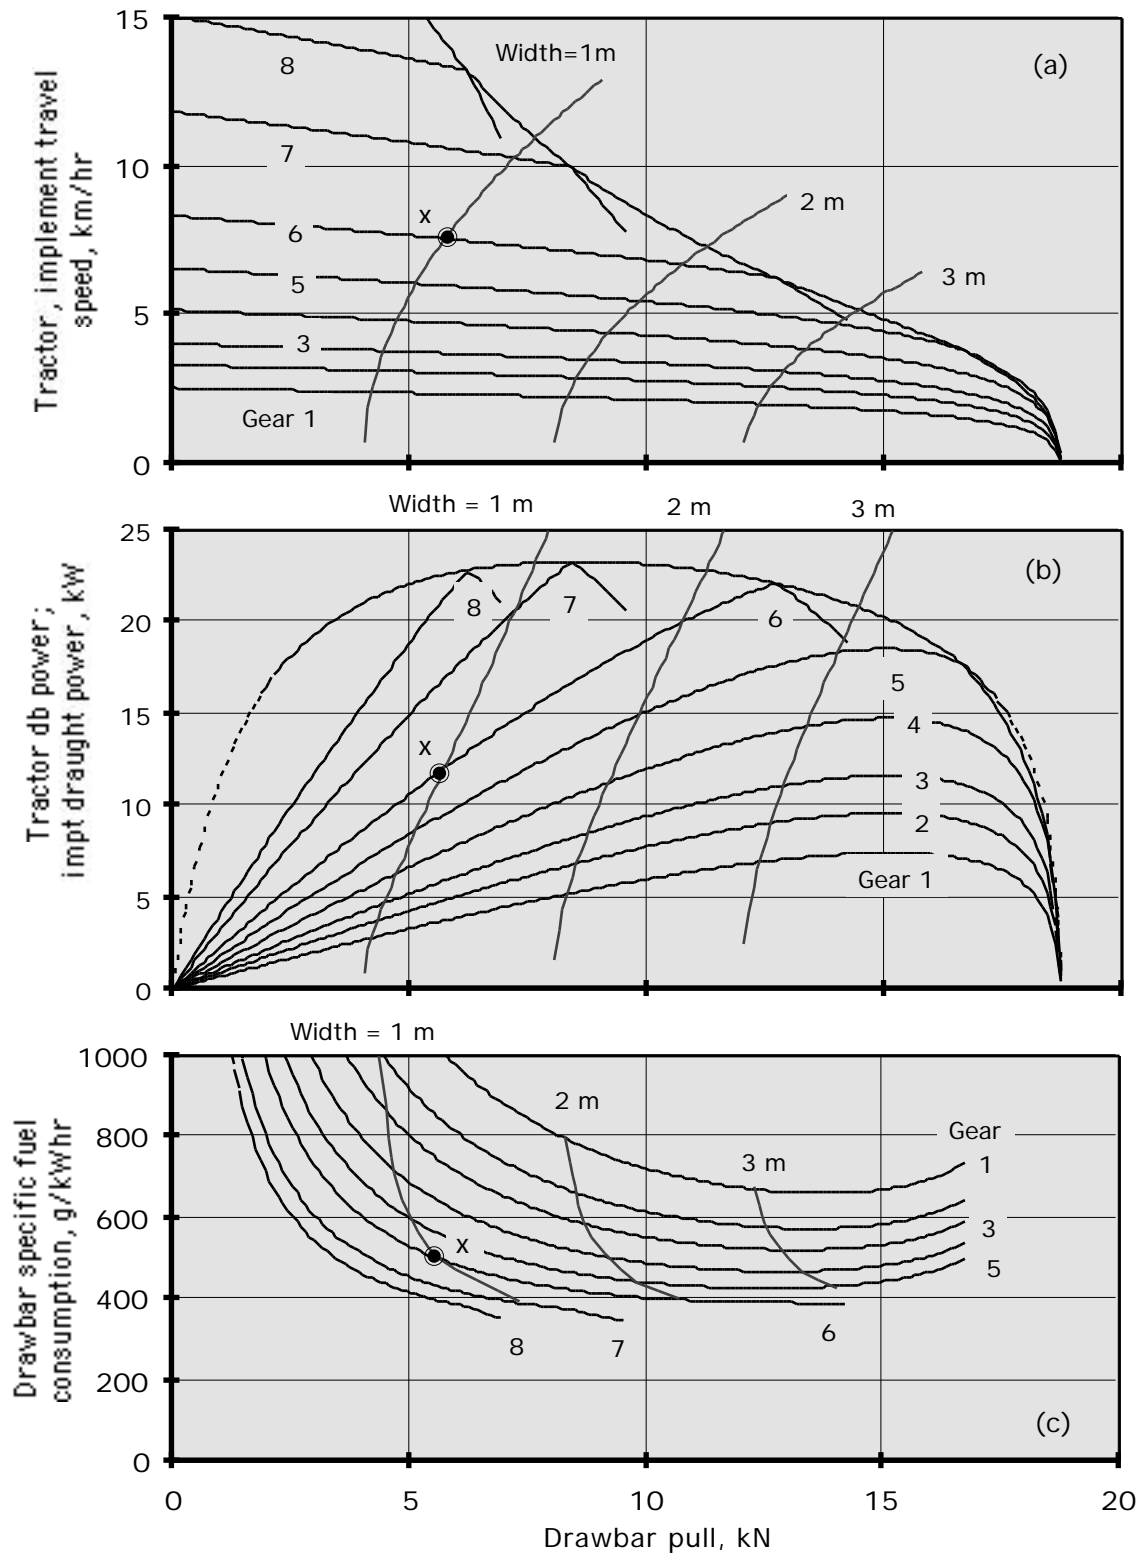 15
Width=1m
(a)
8
Tractor, implement travel
speed, km/hr
10
7
x
2 m
6
5
3 m
5
3
Gear 1
0
Width = 1 m
2 m
3 m
25
(b)
Tractor db power;
impt draught power, kW
8
7
20
6
5
15
4
x
3
10
2
Gear 1
5
0
Width = 1 m
1000
2 m
Drawbar specific fuel
consumption, g/kWhr
800
Gear
3 m
1
600
3
x
5
400
6
8
7
200
(c)
0
0
5
10
15
20
Drawbar pull, kN